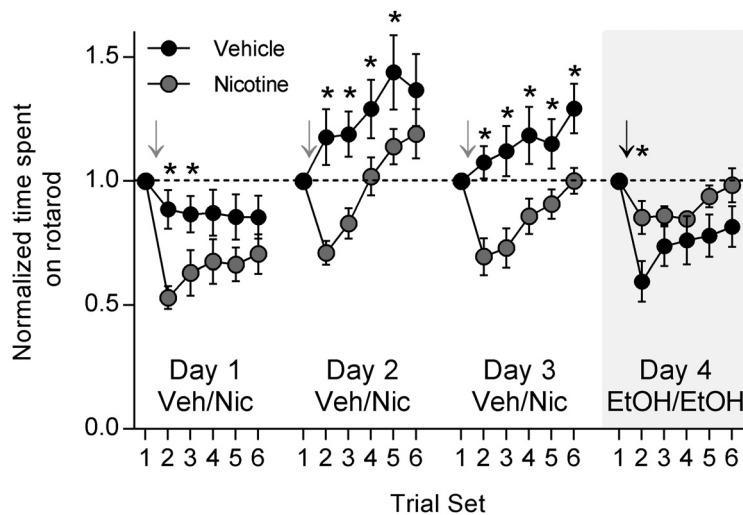 Normalized time spent
on rotarod
1.5
1.0
0.5
0.0
Vehicle
Nicotine
* *
* * * *
* * * * *
*
Day 1
Veh/Nic
Day 2
Veh/Nic
Day 3
Veh/Nic
Day 4
EtOH/EtOH
1 2 3 4 5 6 1 2 3 4 5 6 1 2 3 4 5 6 1 2 3 4 5 6
Trial Set